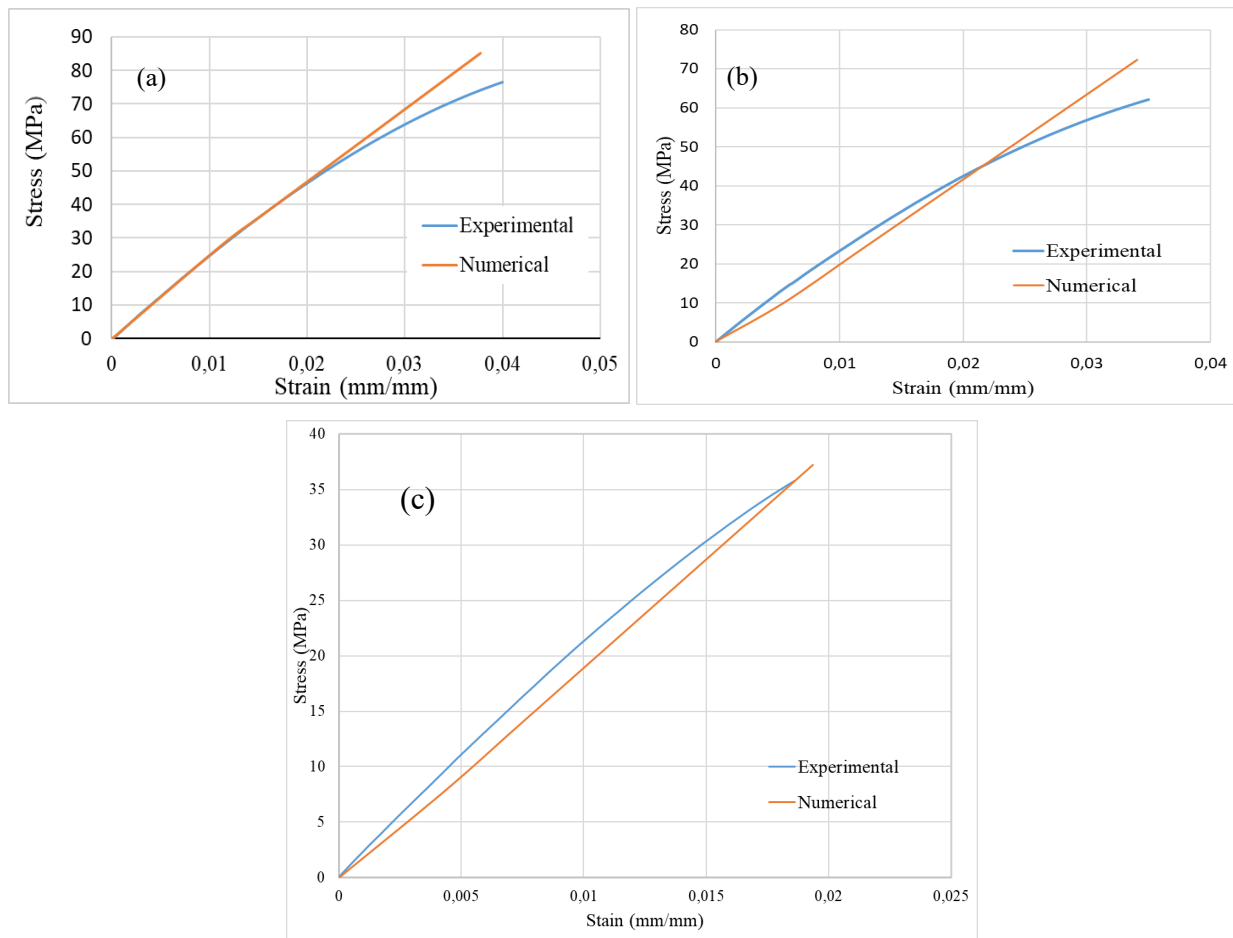 90
80
70
60
50
40
30
20
10
0
(a)
Stress (MPa)
Experimental
Numerical
0 0,01 0,02 0,03 0,04 0,05
Strain (mm/mm)
80
70
60
50
40
30
20
10
0
(b)
Stress (MPa)
Experimental
Numerical
0 0,01 0,02 0,03 0,04
Strain (mm/mm)
40
35
30
25
20
15
10
5
0
(c)
Stress (MPa)
Experimental
Numerical
0 0,005 0,01 0,015 0,02 0,025
Stain (mm/mm)